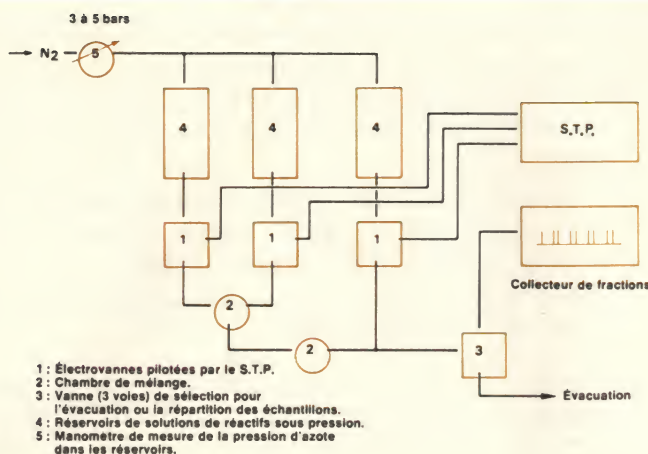 3 à 5 bars
N2
5
4
4
4
S.T.P.
1
1
1
Collecteur de fractions
2
2
3
Évacuation
1 : Électrovannes pilotées par le S.T.P.
2 : Chambre de mélange.
3 : Vanne (3 voies) de sélection pour
l'évacuation ou la répartition des échantillons.
4 : Réservoirs de solutions de réactifs sous pression.
5 : Manomètre de mesure de la pression d'azote
dans les réservoirs.